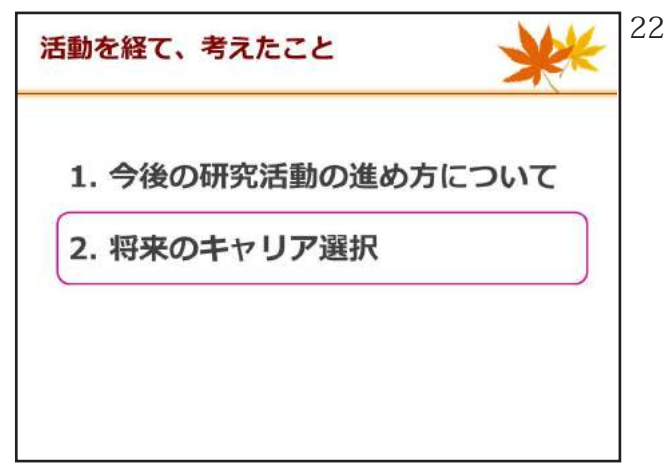 活動を経て、考えたこと
22
1. 今後の研究活動の進め方について
2. 将来のキャリア選択